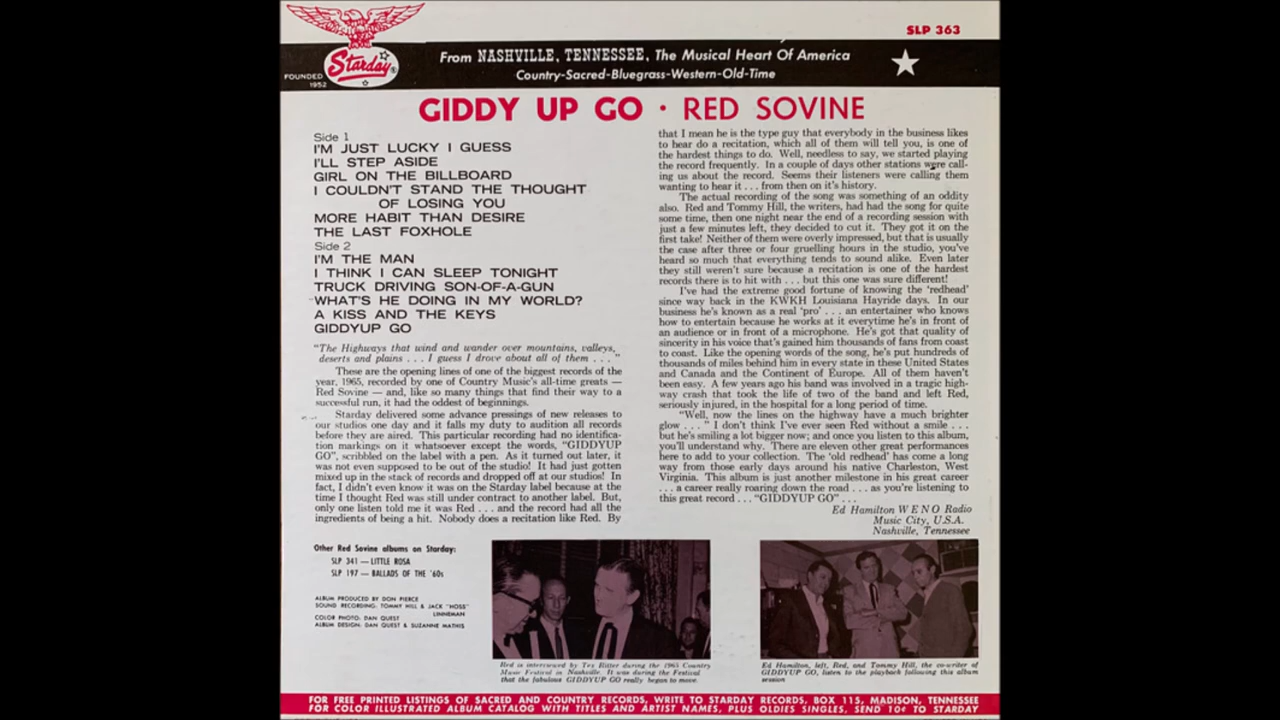 SLP 363
Starday
FOUNDED
1952
From NASHVILLE, TENNESSEE, The Musical Heart Of America
Country-Sacred-Bluegrass-Western-Old-Time
GIDDY UP GO · RED SOVINE
Side 1
I'M JUST LUCKY I GUESS
I'LL STEP ASIDE
GIRL ON THE BILLBOARD
I COULDN'T STAND THE THOUGHT
OF LOSING YOU
MORE HABIT THAN DESIRE
THE LAST FOXHOLE
Side 2
I'M THE MAN
I THINK I CAN SLEEP TONIGHT
TRUCK DRIVING SON-OF-A-GUN
WHAT'S HE DOING IN MY WORLD?
A KISS AND THE KEYS
GIDDYUP GO
"The Highways that wind and wander over mountains, valleys,
deserts and plains . . . I guess I drove about all of them . . ."
These are the opening lines of one of the biggest records of the
year, 1965, recorded by one of Country Music's all-time greats —
Red Sovine — and, like so many things that find their way to a
successful run, it had the oddest of beginnings.
Starday delivered some advance pressings of new releases to
our studios one day and it falls my duty to audition all records
before they are aired. This particular recording had no identifica-
tion markings on it whatsoever except the words, "GIDDYUP
GO", scribbled on the label with a pen. As it turned out later, it
was not even supposed to be out of the studio! It had just gotten
mixed up in the stack of records and dropped off at our studios! In
fact, I didn't even know it was on the Starday label because at the
time I thought Red was still under contract to another label. But,
only one listen told me it was Red . . . and the record had all the
ingredients of being a hit. Nobody does a recitation like Red. By
that I mean he is the type guy that everybody in the business likes
to hear do a recitation, which all of them will tell you, is one of
the hardest things to do. Well, needless to say, we started playing
the record frequently. In a couple of days other stations were call-
ing us about the record. Seems their listeners were calling them
wanting to hear it . . . from then on it's history.
The actual recording of the song was something of an oddity
also. Red and Tommy Hill, the writers, had had the song for quite
some time, then one night near the end of a recording session with
just a few minutes left, they decided to cut it. They got it on the
first take! Neither of them were overly impressed, but that is usually
the case after three or four gruelling hours in the studio, you've
heard so much that everything tends to sound alike. Even later
they still weren't sure because a recitation is one of the hardest
records there is to hit with . . . but this one was sure different!
I've had the extreme good fortune of knowing the 'redhead'
since way back in the KWKH Louisiana Hayride days. In our
business he's known as a real 'pro' . . . an entertainer who knows
how to entertain because he works at it everytime he's in front of
an audience or in front of a microphone. He's got that quality of
sincerity in his voice that's gained him thousands of fans from coast
to coast. Like the opening words of the song, he's put hundreds of
thousands of miles behind him in every state in these United States
and Canada and the Continent of Europe. All of them haven't
been easy. A few years ago his band was involved in a tragic high-
way crash that took the life of two of the band and left Red,
seriously injured, in the hospital for a long period of time.
"Well, now the lines on the highway have a much brighter
glow . . . " I don't think I've ever seen Red without a smile . . .
but he's smiling a lot bigger now; and once you listen to this album,
you'll understand why. There are eleven other great performances
here to add to your collection. The 'old redhead' has come a long
way from those early days around his native Charleston, West
Virginia. This album is just another milestone in his great career
. . . a career really roaring down the road . . . as you're listening to
this great record . . . "GIDDYUP GO" . . .
Ed Hamilton W E N O Radio
Music City, U.S.A.
Nashville, Tennessee
Other Red Sovine albums on Starday:
SLP 341 — LITTLE ROSA
SLP 197 — BALLADS OF THE '60s
ALBUM PRODUCED BY DON PIERCE
SOUND RECORDING: TOMMY HILL & JACK "HOSS"
LINNEMAN
COLOR PHOTO: DAN QUEST
ALBUM DESIGN: DAN QUEST & SUZANNE MATHIS
Red is interviewed by Tex Ritter during the 1965 Country
Music Festival in Nashville. It was during the Festival
that the fabulous GIDDYUP GO really began to move.
Ed Hamilton, left, Red, and Tommy Hill, the co-writer of
GIDDYUP GO, listen to the playback following this album
session
FOR FREE PRINTED LISTINGS OF SACRED AND COUNTRY RECORDS, WRITE TO STARDAY RECORDS, BOX 115, MADISON, TENNESSEE
FOR COLOR ILLUSTRATED ALBUM CATALOG WITH TITLES AND ARTIST NAMES, PLUS OLDIES SINGLES, SEND 10¢ TO STARDAY